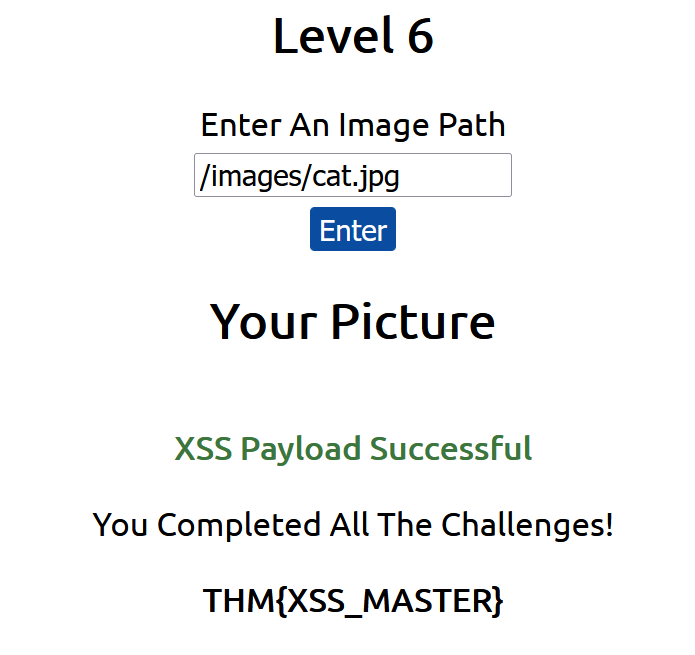 Level 6
Enter An Image Path
/images/cat.jpg
Enter
Your Picture
XSS Payload Successful
You Completed All The Challenges!
THM{XSS_MASTER}